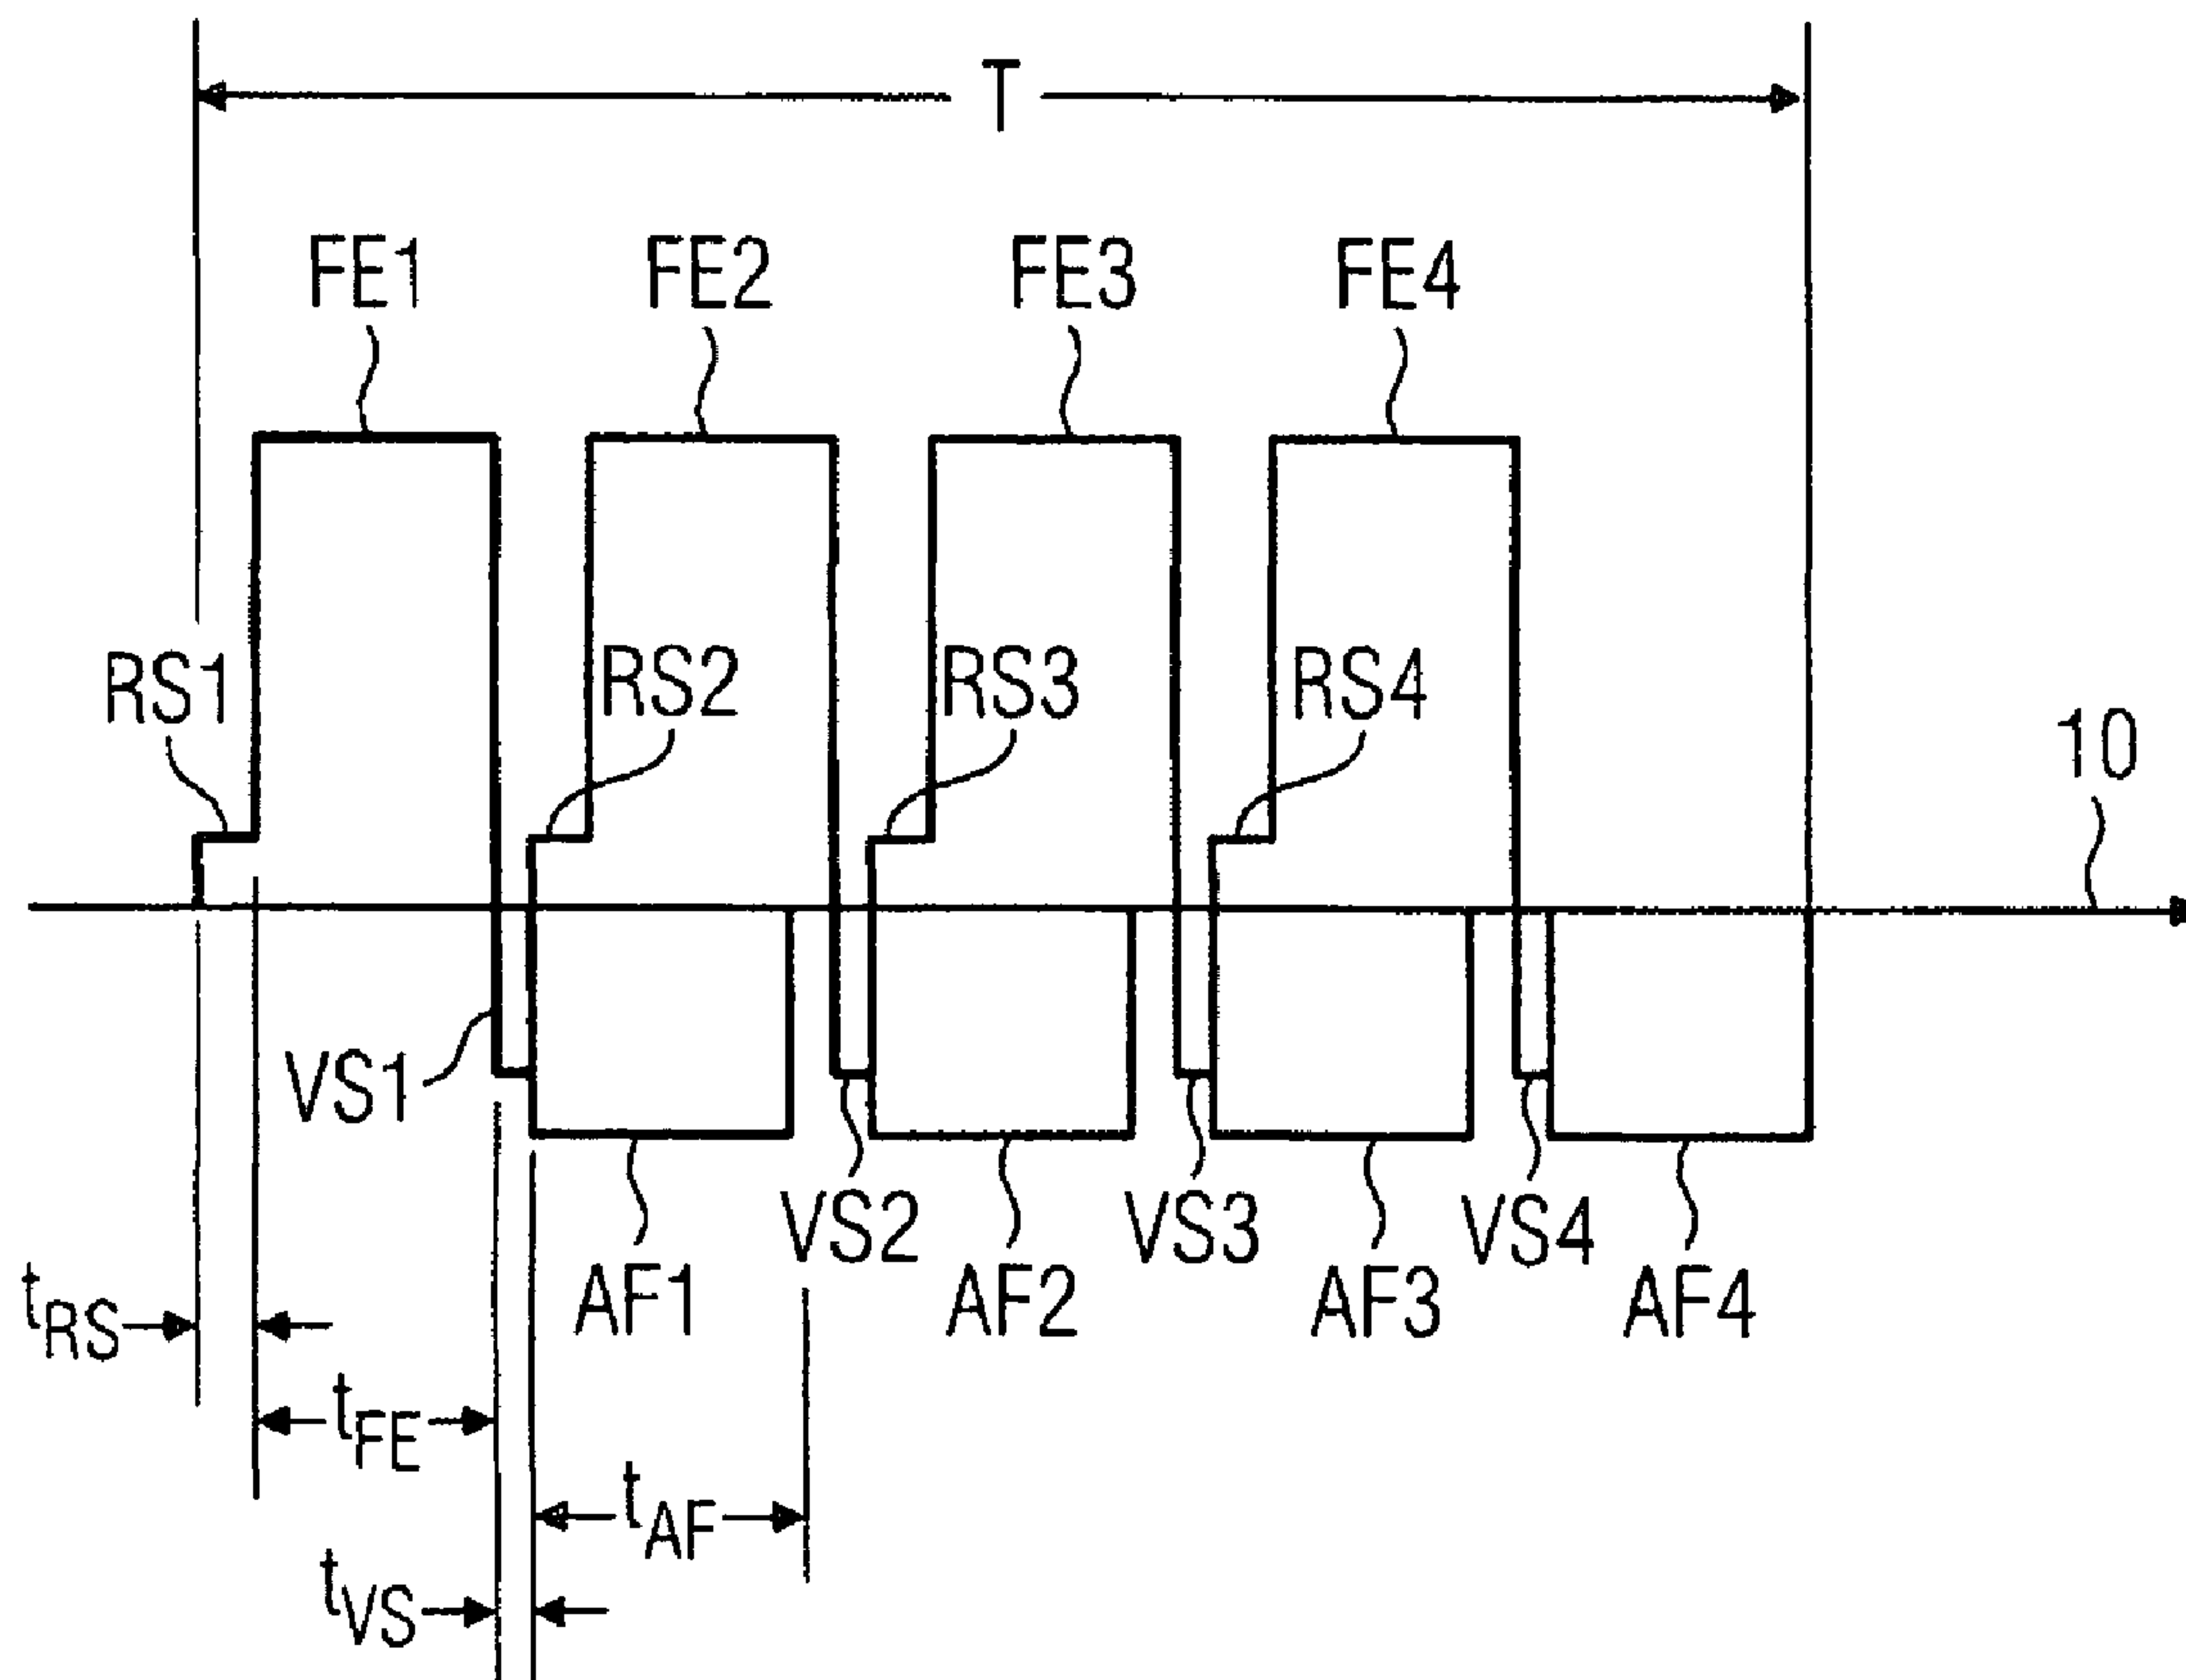 T
FE1 FE2 FE3 FE4
RS1 RS2 RS3 RS4
10
VS1
VS2 VS3 VS4
AF1 AF2 AF3 AF4
tRS
tFE
tAF
tVS